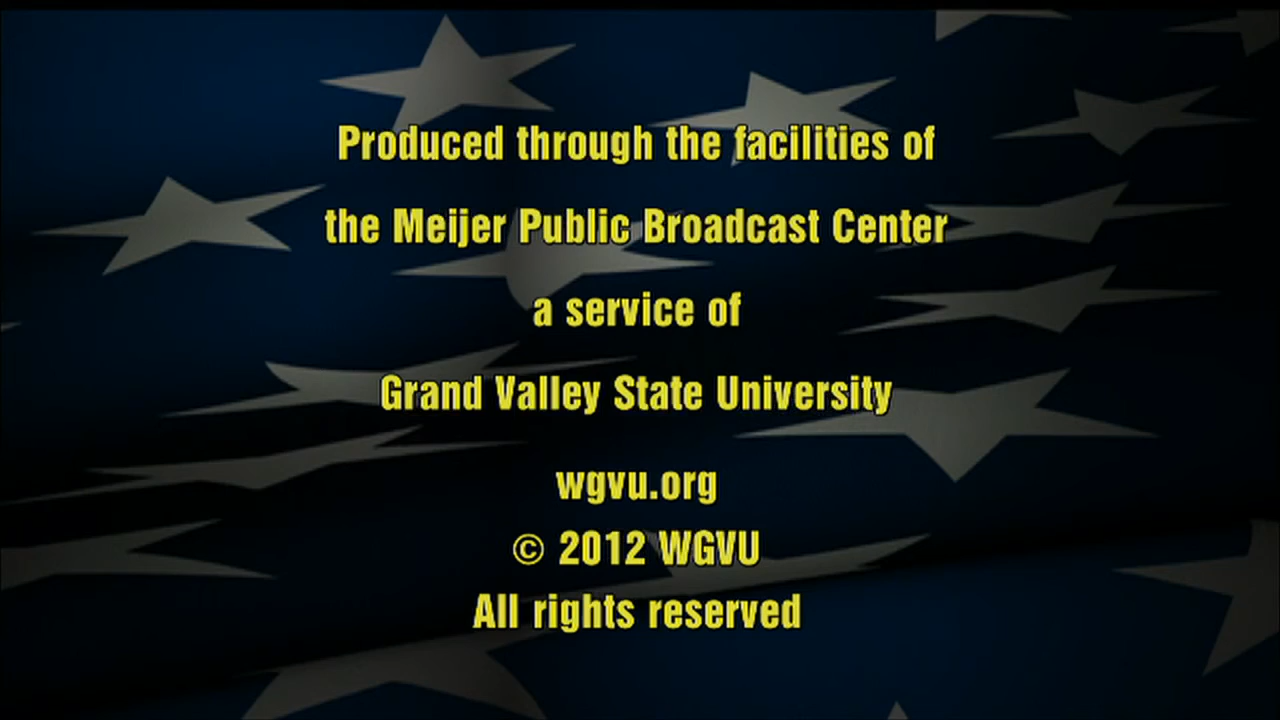 Produced through the facilities of
the Meijer Public Broadcast Center
a service of
Grand Valley State University
wgvu.org
© 2012 WGVU
All rights reserved